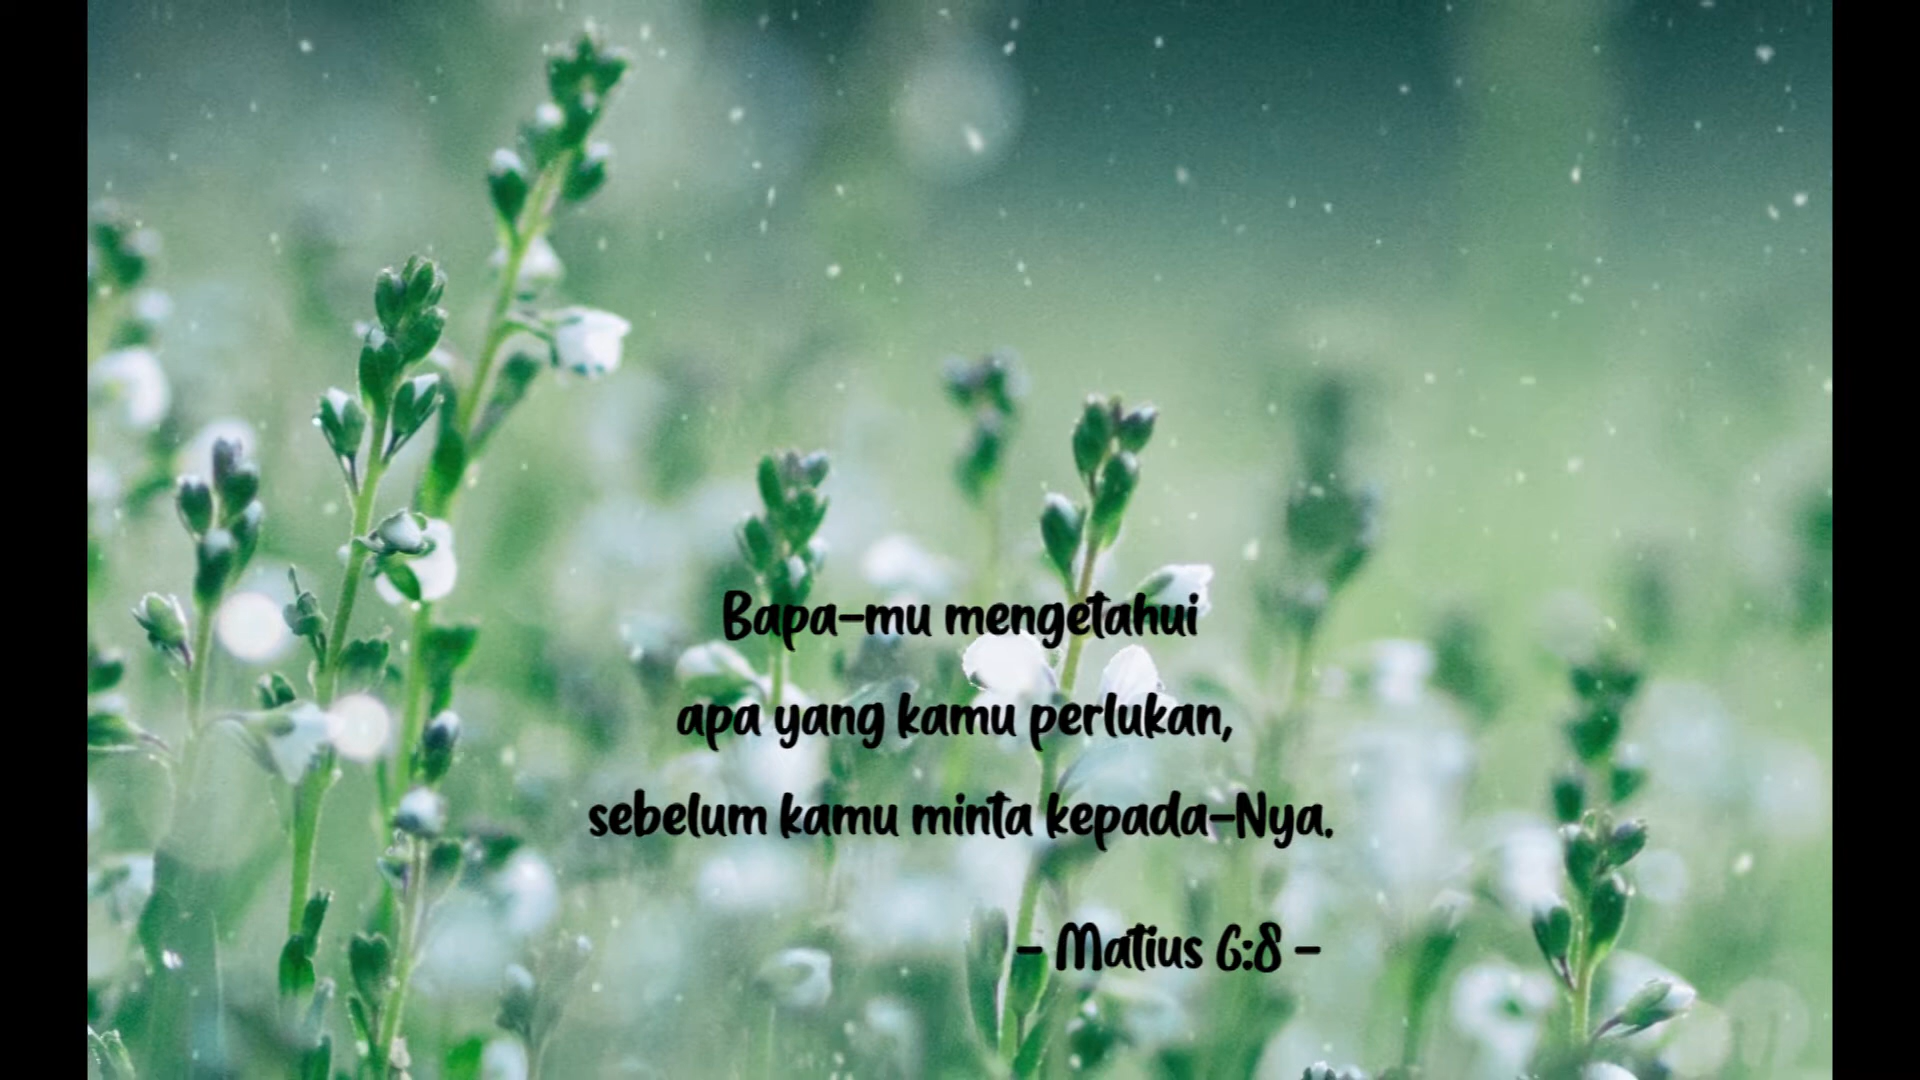 Bapa-mu mengetahui
apa yang kamu perlukan,
sebelum kamu minta kepada-Nya.
- Matius 6:8 -